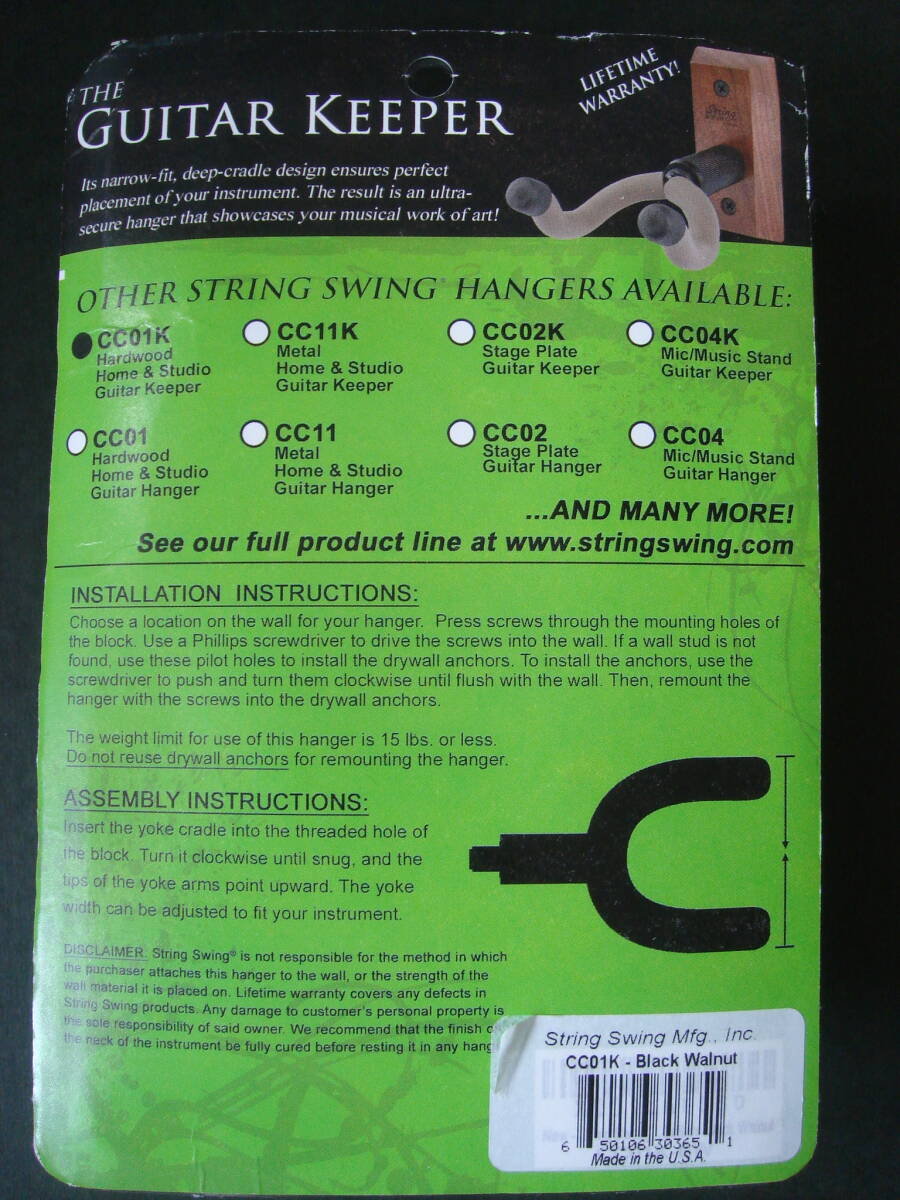 THE
GUITAR KEEPER
LIFETIME
WARRANTY!
Its narrow-fit, deep-cradle design ensures perfect
placement of your instrument. The result is an ultra-
secure hanger that showcases your musical work of art!
String
OTHER STRING SWING® HANGERS AVAILABLE:
CC01K
Hardwood
Home & Studio
Guitar Keeper
CC11K
Metal
Home & Studio
Guitar Keeper
CC02K
Stage Plate
Guitar Keeper
CC04K
Mic/Music Stand
Guitar Keeper
CC01
Hardwood
Home & Studio
Guitar Hanger
CC11
Metal
Home & Studio
Guitar Hanger
CC02
Stage Plate
Guitar Hanger
CC04
Mic/Music Stand
Guitar Hanger
...AND MANY MORE!
See our full product line at www.stringswing.com
INSTALLATION INSTRUCTIONS:
Choose a location on the wall for your hanger. Press screws through the mounting holes of
the block. Use a Phillips screwdriver to drive the screws into the wall. If a wall stud is not
found, use these pilot holes to install the drywall anchors. To install the anchors, use the
screwdriver to push and turn them clockwise until flush with the wall. Then, remount the
hanger with the screws into the drywall anchors.
The weight limit for use of this hanger is 15 lbs. or less.
Do not reuse drywall anchors for remounting the hanger.
ASSEMBLY INSTRUCTIONS:
Insert the yoke cradle into the threaded hole of
the block. Turn it clockwise until snug, and the
tips of the yoke arms point upward. The yoke
width can be adjusted to fit your instrument.
DISCLAIMER: String Swing® is not responsible for the method in which
the purchaser attaches this hanger to the wall, or the strength of the
wall material it is placed on. Lifetime warranty covers any defects in
String Swing products. Any damage to customer's personal property is
the sole responsibility of said owner. We recommend that the finish o
the neck of the instrument be fully cured before resting it in any hang
String Swing Mfg., Inc.
CC01K - Black Walnut
6 50106 30365 1
Made in the U.S.A.